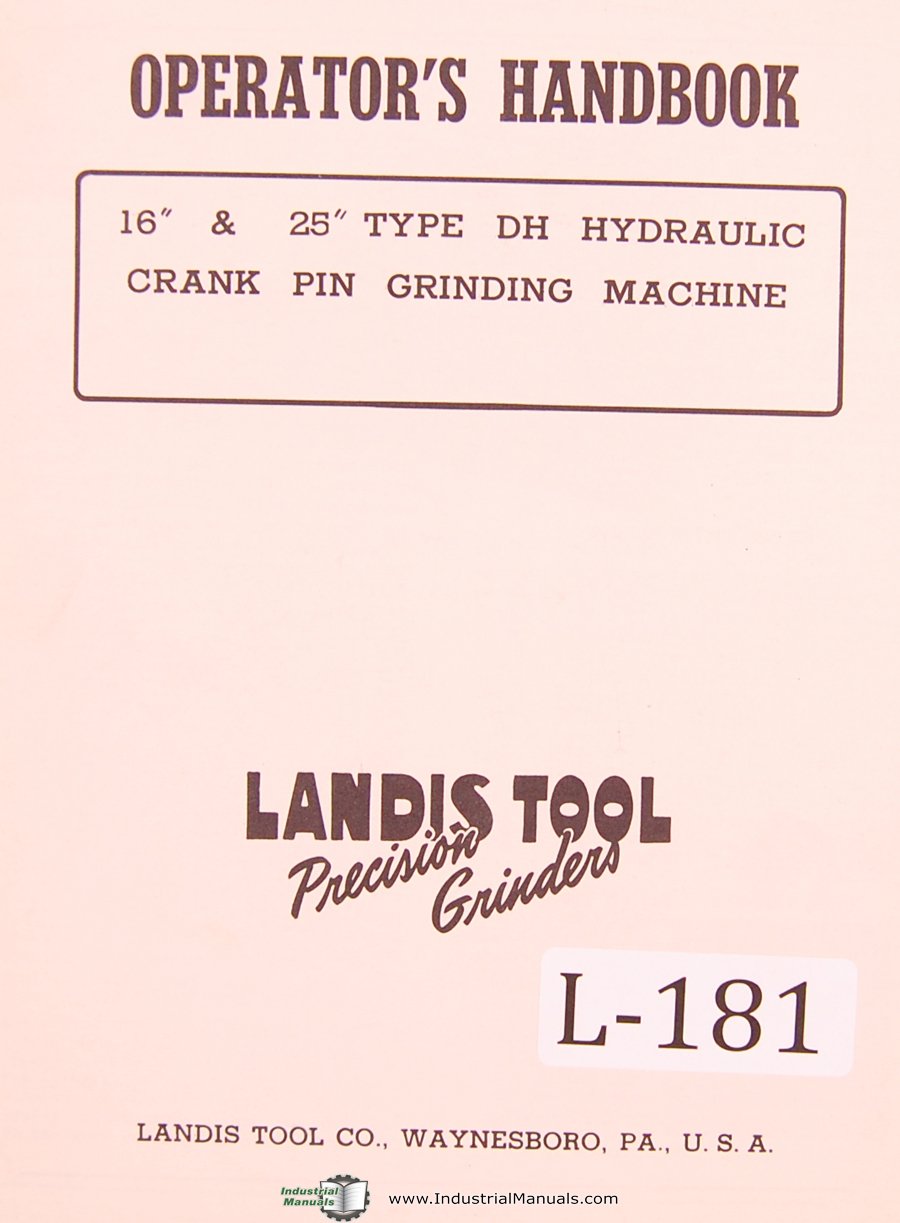 OPERATOR'S HANDBOOK
16″ & 25″ TYPE DH HYDRAULIC
CRANK PIN GRINDING MACHINE
LANDIS TOOL
Precision
Grinders
L-181
LANDIS TOOL CO., WAYNESBORO, PA., U. S. A.
Industrial
Manuals
www.IndustrialManuals.com